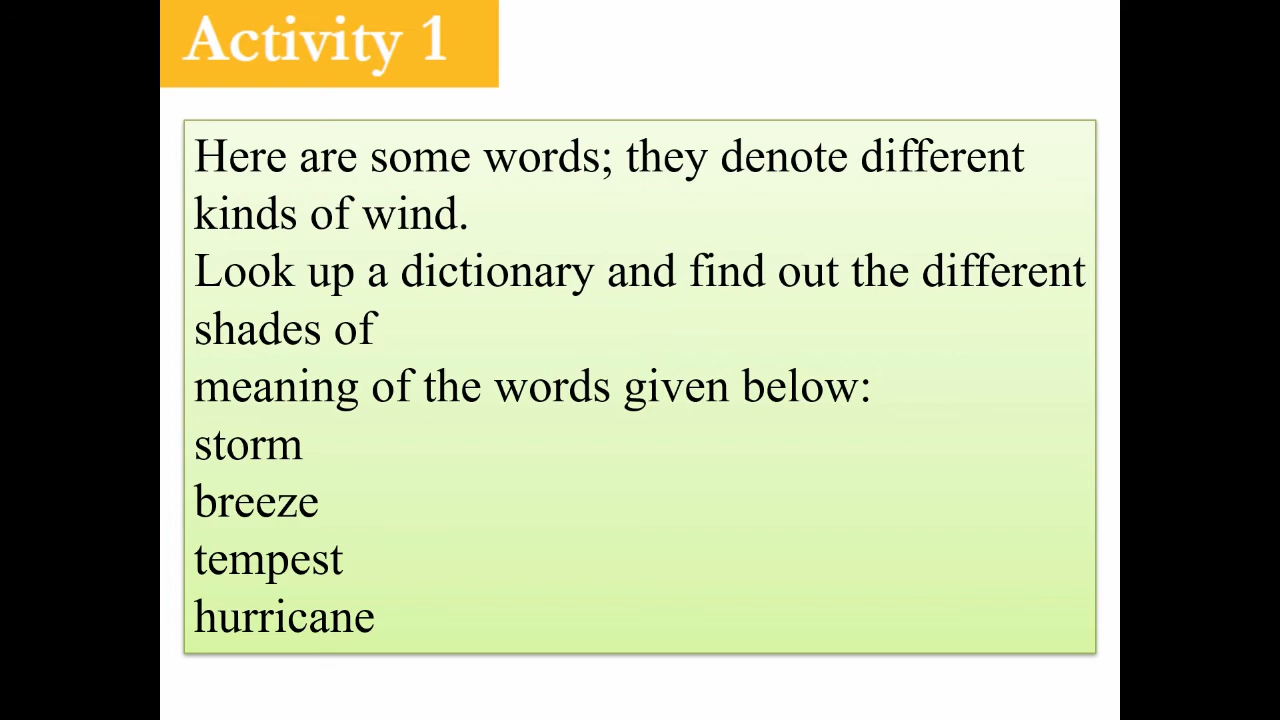 Activity 1
Here are some words; they denote different
kinds of wind.
Look up a dictionary and find out the different
shades of
meaning of the words given below:
storm
breeze
tempest
hurricane